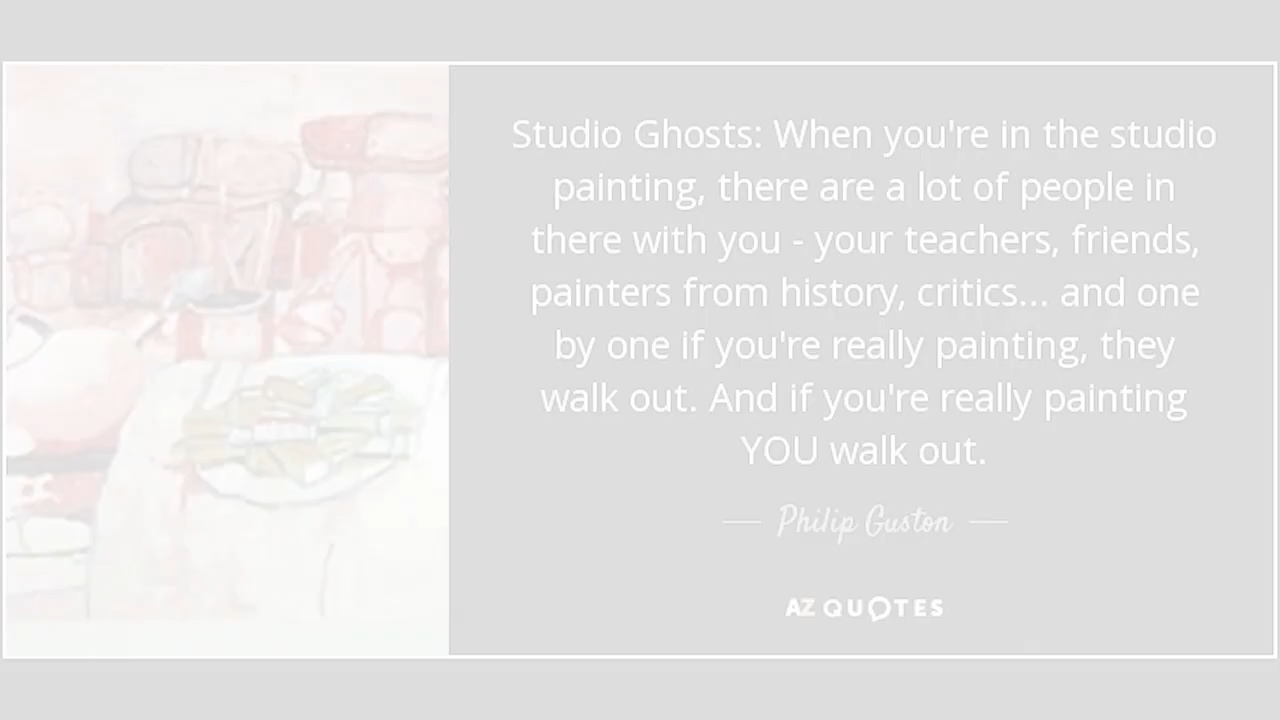 Studio Ghosts: When you're in the studio
painting, there are a lot of people in
there with you - your teachers, friends,
painters from history, critics... and one
by one if you're really painting, they
walk out. And if you're really painting
YOU walk out.
— Philip Guston —
AZ QUOTES